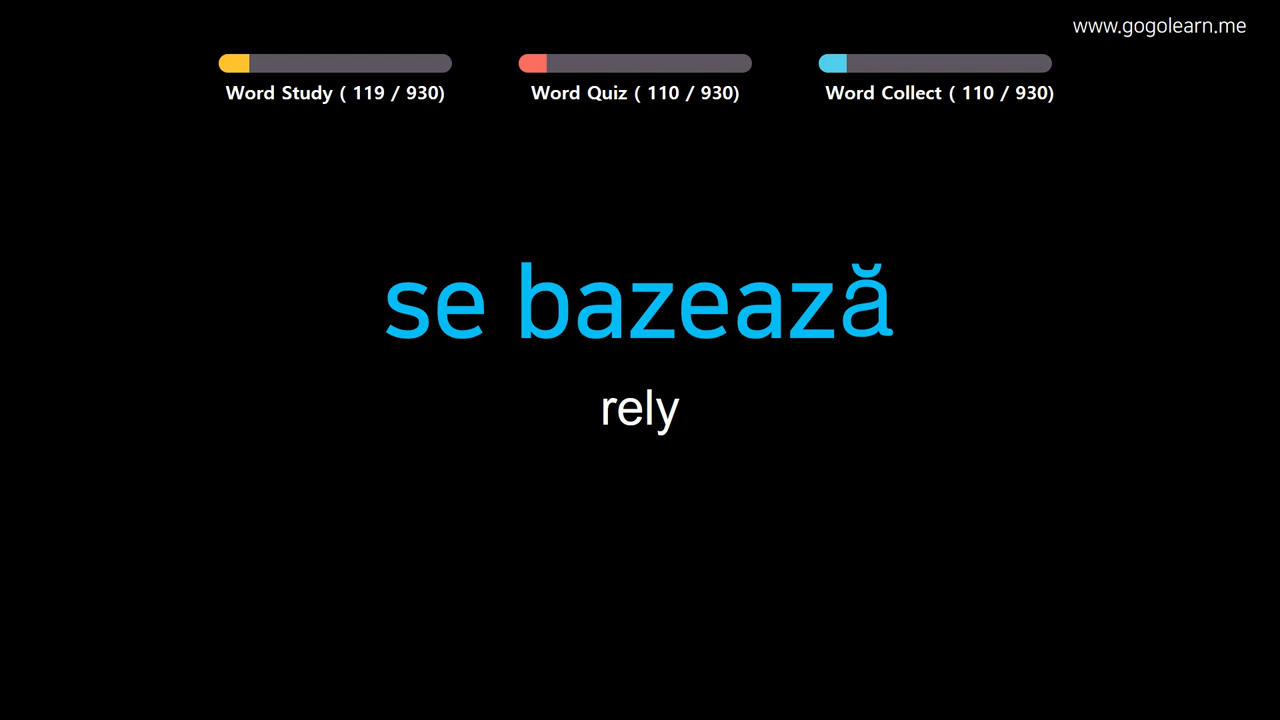 www.gogolearn.me
Word Study ( 119 / 930)
Word Quiz ( 110 / 930)
Word Collect ( 110 / 930)
se bazează
rely